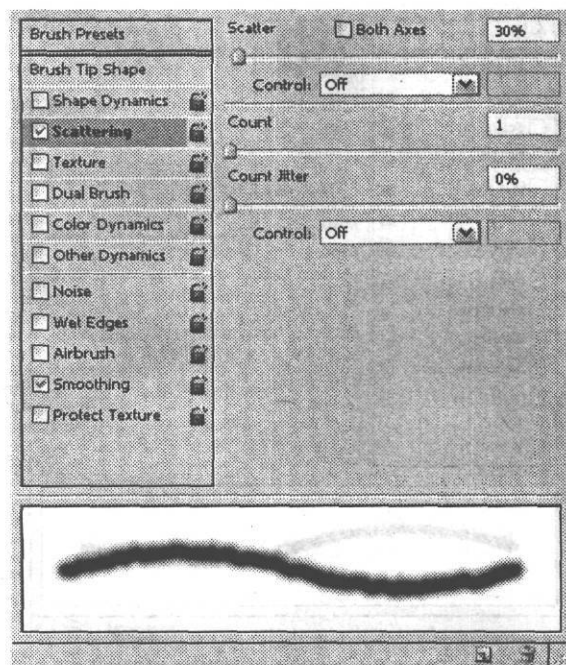 Brush Presets
Brush Tip Shape
Shape Dynamics
Scattering
Texture
Dual Brush
Color Dynamics
Other Dynamics
Noise
Wet Edges
Airbrush
Smoothing
Protect Texture
Scatter Both Axes 30%
Control: Off
Count 1
Count Jitter 0%
Control: Off